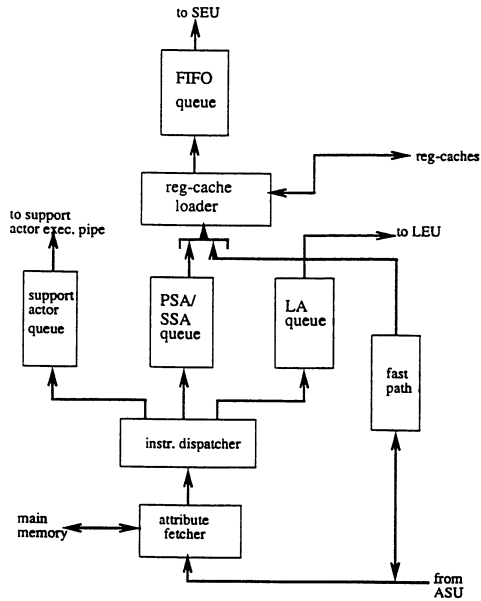 to SEU
FIFO
queue
reg-cache
loader
reg-caches
to support
actor exec. pipe
to LEU
support
actor
queue
PSA/
SSA
queue
LA
queue
fast
path
instr. dispatcher
main
memory
attribute
fetcher
from
ASU